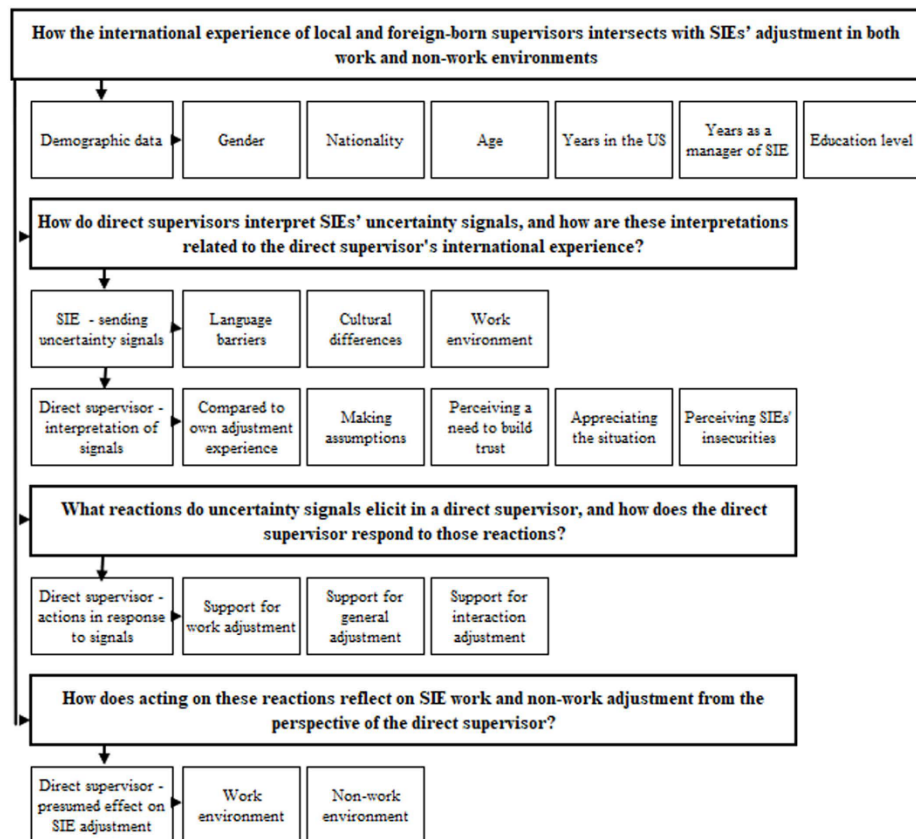 How the international experience of local and foreign-born supervisors intersects with SIEs' adjustment in both
work and non-work environments
Demographic data
Gender
Nationality
Age
Years in the US
Years as a
manager of SIE
Education level
How do direct supervisors interpret SIEs' uncertainty signals, and how are these interpretations
related to the direct supervisor's international experience?
SIE - sending
uncertainty signals
Language
barriers
Cultural
differences
Work
environment
Direct supervisor -
interpretation of
signals
Compared to
own adjustment
experience
Making
assumptions
Perceiving a
need to build
trust
Appreciating
the situation
Perceiving SIEs'
insecurities
What reactions do uncertainty signals elicit in a direct supervisor, and how does the direct
supervisor respond to those reactions?
Direct supervisor -
actions in response
to signals
Support for
work adjustment
Support for
general
adjustment
Support for
interaction
adjustment
How does acting on these reactions reflect on SIE work and non-work adjustment from the
perspective of the direct supervisor?
Direct supervisor -
presumed effect on
SIE adjustment
Work
environment
Non-work
environment